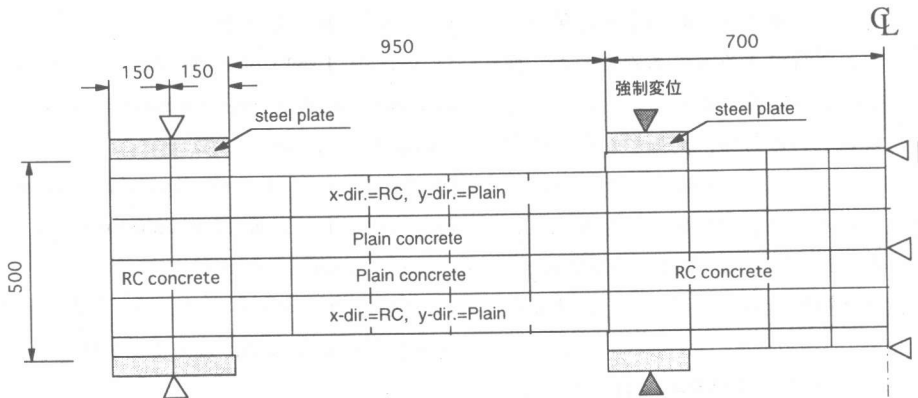 ℄
950
700
150
150
強制変位
steel plate
steel plate
x-dir.=RC, y-dir.=Plain
Plain concrete
500
RC concrete
Plain concrete
RC concrete
x-dir.=RC, y-dir.=Plain